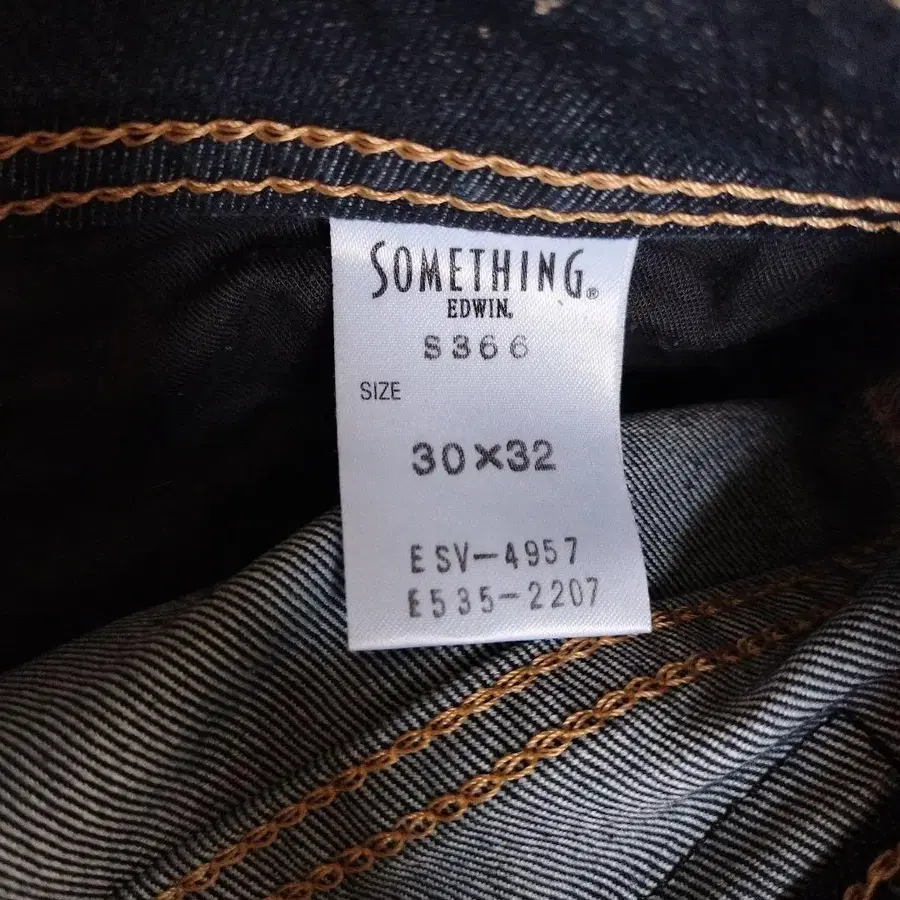 SOMETHING®
EDWIN.
S366
SIZE
30×32
ESV-4957
E535-2207